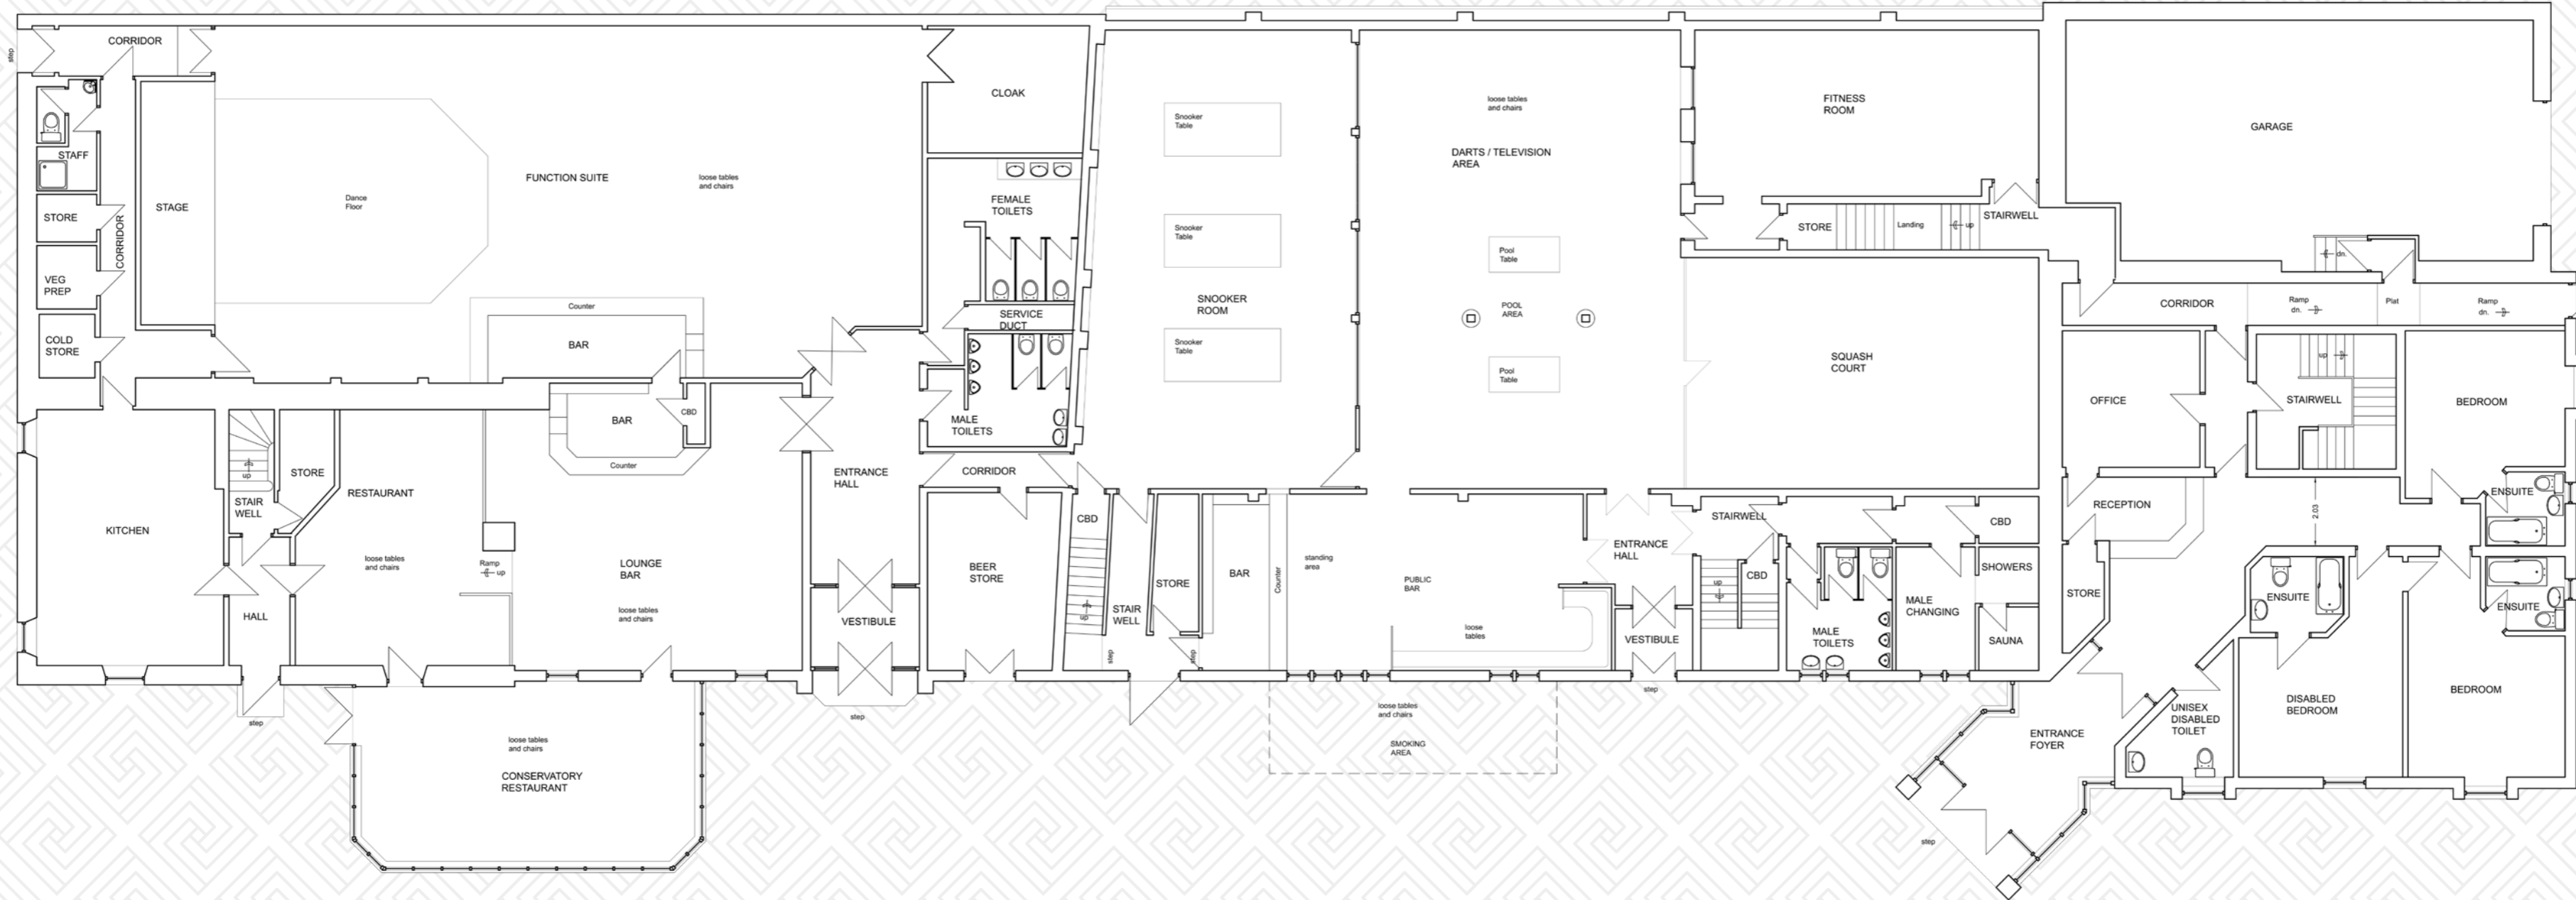 step
CORRIDOR
STAFF
STORE
VEG
PREP
COLD
STORE
CORRIDOR
STAGE
Dance
Floor
FUNCTION SUITE
loose tables
and chairs
Counter
BAR
CLOAK
FEMALE
TOILETS
SERVICE
DUCT
MALE
TOILETS
BAR
CBD
Counter
KITCHEN
up
STAIR
WELL
STORE
HALL
step
RESTAURANT
loose tables
and chairs
Ramp
up
LOUNGE
BAR
loose tables
and chairs
loose tables
and chairs
CONSERVATORY
RESTAURANT
ENTRANCE
HALL
VESTIBULE
step
CORRIDOR
BEER
STORE
CBD
up
STAIR
WELL
step
STORE
step
Snooker
Table
Snooker
Table
Snooker
Table
SNOOKER
ROOM
loose tables
and chairs
DARTS / TELEVISION
AREA
Pool
Table
POOL
AREA
Pool
Table
BAR
Counter
standing
area
PUBLIC
BAR
loose
tables
loose tables
and chairs
SMOKING
AREA
ENTRANCE
HALL
VESTIBULE
step
FITNESS
ROOM
STORE
Landing
up
STAIRWELL
SQUASH
COURT
STAIRWELL
up
CBD
MALE
TOILETS
MALE
CHANGING
CBD
SHOWERS
SAUNA
GARAGE
dn.
CORRIDOR
Ramp
dn.
Plat
Ramp
dn.
OFFICE
up
STAIRWELL
BEDROOM
RECEPTION
2.03
ENSUITE
STORE
ENSUITE
ENSUITE
DISABLED
BEDROOM
BEDROOM
UNISEX
DISABLED
TOILET
ENTRANCE
FOYER
step